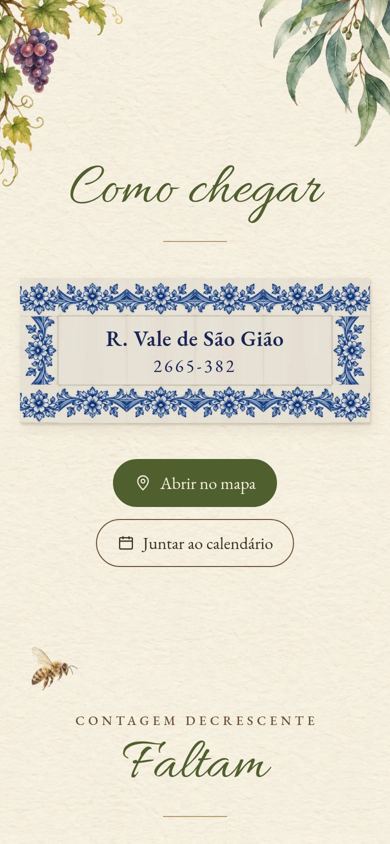 Como chegar
R. Vale de São Gião
2665-382
Abrir no mapa
Juntar ao calendário
CONTAGEM DECRESCENTE
Faltam